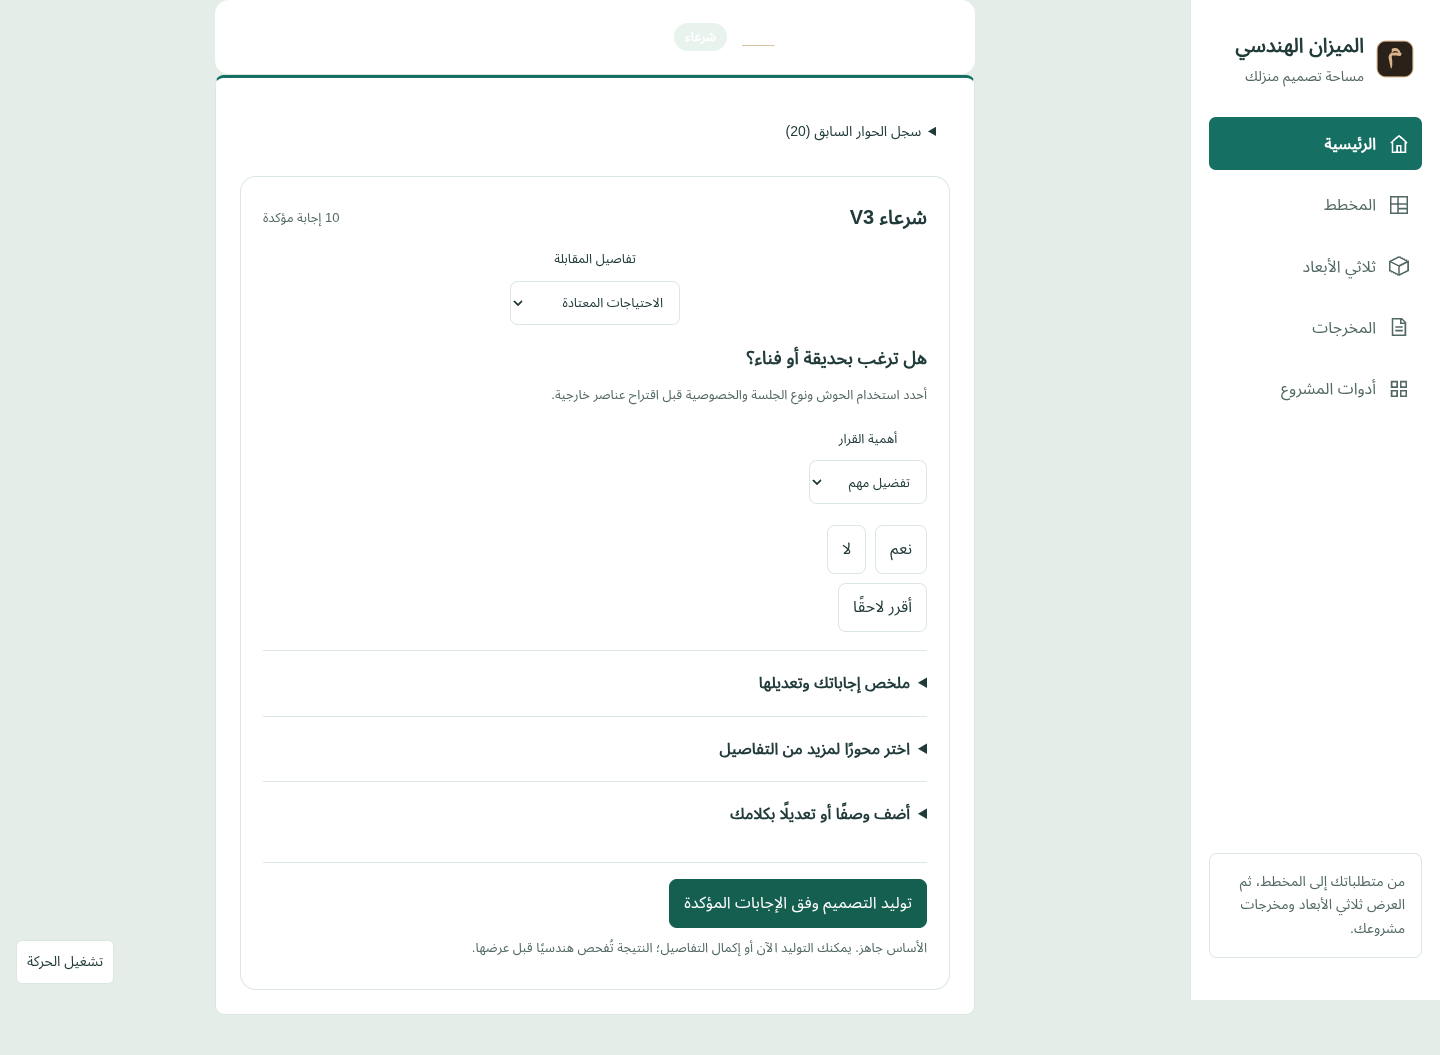 الميزان الهندسي
مساحة تصميم منزلك
الرئيسية
المخطط
ثلاثي الأبعاد
المخرجات
أدوات المشروع
من متطلباتك إلى المخطط، ثم
العرض ثلاثي الأبعاد ومخرجات
مشروعك.
شرعاء
سجل الحوار السابق (20)
شرعاء V3
10 إجابة مؤكدة
تفاصيل المقابلة
الاحتياجات المعتادة
هل ترغب بحديقة أو فناء؟
أحدد استخدام الحوش ونوع الجلسة والخصوصية قبل اقتراح عناصر خارجية.
أهمية القرار
تفضيل مهم
نعم
لا
أقرر لاحقًا
ملخص إجاباتك وتعديلها
اختر محورًا لمزيد من التفاصيل
أضف وصفًا أو تعديلًا بكلامك
توليد التصميم وفق الإجابات المؤكدة
الأساس جاهز. يمكنك التوليد الآن أو إكمال التفاصيل؛ النتيجة تُفحص هندسيًا قبل عرضها.
تشغيل الحركة